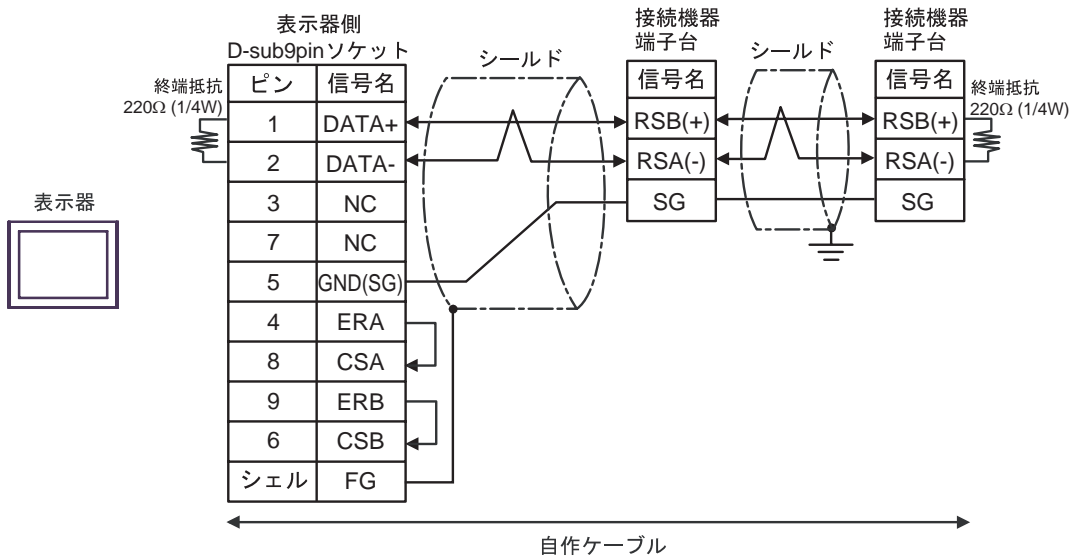 表示器側
D-sub9pinソケット
接続機器
端子台
接続機器
端子台
シールド
シールド
終端抵抗
220Ω (1/4W)
終端抵抗
220Ω (1/4W)
表示器
ピン 信号名
1 DATA+
2 DATA-
3 NC
7 NC
5 GND(SG)
4 ERA
8 CSA
9 ERB
6 CSB
シェル FG
信号名
RSB(+)
RSA(-)
SG
信号名
RSB(+)
RSA(-)
SG
自作ケーブル